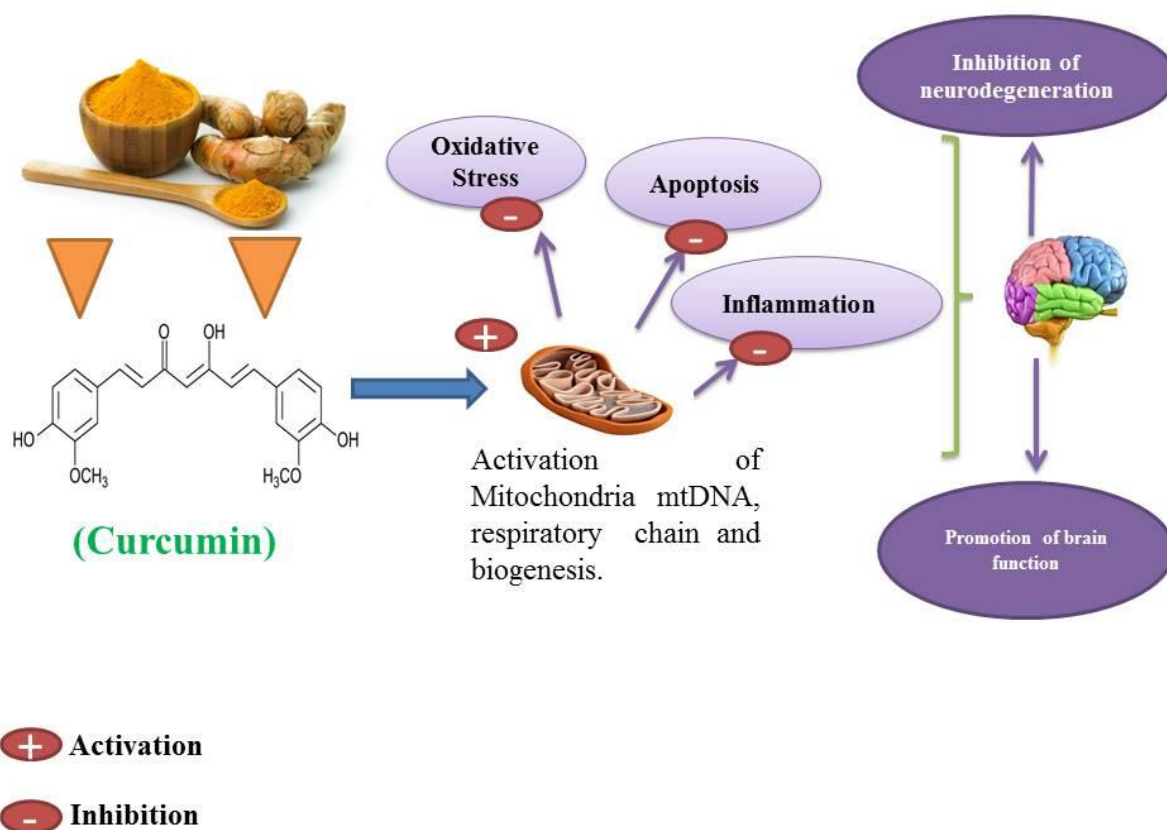 Inhibition of
neurodegeneration
Oxidative
Stress
-
Apoptosis
-
Inflammation
-
+
O
OH
HO
OCH₃
H₃CO
OH
(Curcumin)
Activation of
Mitochondria mtDNA,
respiratory chain and
biogenesis.
Promotion of brain
function
+ Activation
- Inhibition